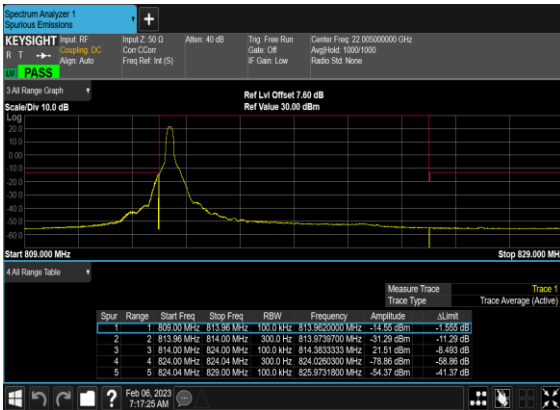 Spectrum Analyzer 1
Spurious Emissions
KEYSIGHT Input: RF Input Z: 50 Ω Atten: 40 dB Trig: Free Run Center Freq: 22.005000000 GHz
R T Coupling: DC Corr CCorr Gate: Off Avg|Hold: 1000/1000
Align: Auto Freq Ref: Int (S) IF Gain: Low Radio Std: None
PASS
3 All Range Graph
Ref Lvl Offset 7.60 dB
Scale/Div 10.0 dB Ref Value 30.00 dBm
Log
20.0
10.0
0.00
-10.0
-20.0
-30.0
-40.0
-50.0
-60.0
Start 809.000 MHz Stop 829.000 MH
4 All Range Table
Measure Trace Trace 1
Trace Type Trace Average (Active)
Spur Range Start Freq Stop Freq RBW Frequency Amplitude ΔLimit
1 1 809.00 MHz 813.96 MHz 100.0 kHz 813.9620000 MHz -14.55 dBm -1.555 dB
2 2 813.96 MHz 814.00 MHz 300.0 Hz 813.9739700 MHz -31.29 dBm -11.29 dB
3 3 814.00 MHz 824.00 MHz 100.0 kHz 814.3833333 MHz 21.51 dBm -8.493 dB
4 4 824.00 MHz 824.04 MHz 300.0 Hz 824.0260300 MHz -78.86 dBm -58.86 dB
5 5 824.04 MHz 829.00 MHz 100.0 kHz 825.9731800 MHz -54.37 dBm -41.37 dB
Feb 06, 2023
7:17:25 AM